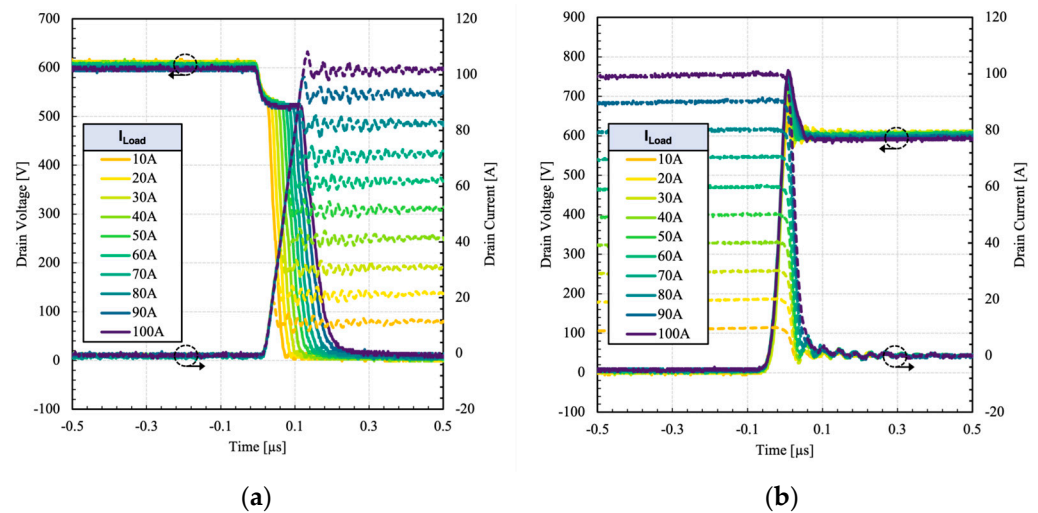 700
600
500
400
300
200
100
0
-100
Drain Voltage [V]
120
100
80
60
40
20
0
-20
Drain Current [A]
I Load
10A
20A
30A
40A
50A
60A
70A
80A
90A
100A
-0.5
-0.3
-0.1
0.1
0.3
0.5
Time [µs]
(a)
900
800
700
600
500
400
300
200
100
0
-100
Drain Voltage [V]
120
100
80
60
40
20
0
-20
Drain Current [A]
I Load
10A
20A
30A
40A
50A
60A
70A
80A
90A
100A
-0.5
-0.3
-0.1
0.1
0.3
0.5
Time [µs]
(b)